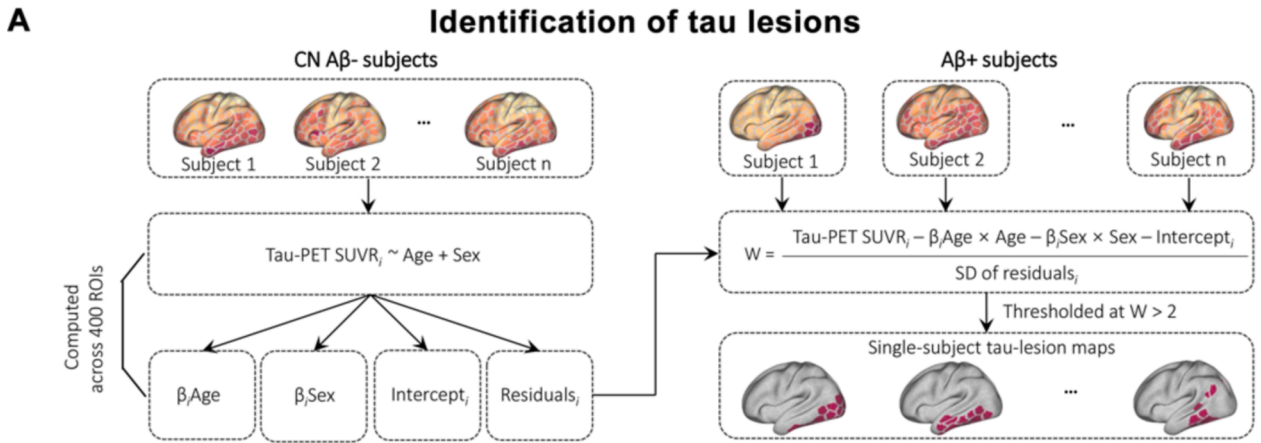 A
Identification of tau lesions
CN Aβ- subjects
Subject 1
Subject 2
...
Subject n
Tau-PET SUVRᵢ ~ Age + Sex
Computed
across 400 ROIs
βᵢAge
βᵢSex
Interceptᵢ
Residualsᵢ
Aβ+ subjects
Subject 1
Subject 2
...
Subject n
W =
Tau-PET SUVRᵢ – βᵢAge × Age – βᵢSex × Sex – Interceptᵢ
SD of residualsᵢ
Thresholded at W > 2
Single-subject tau-lesion maps
...